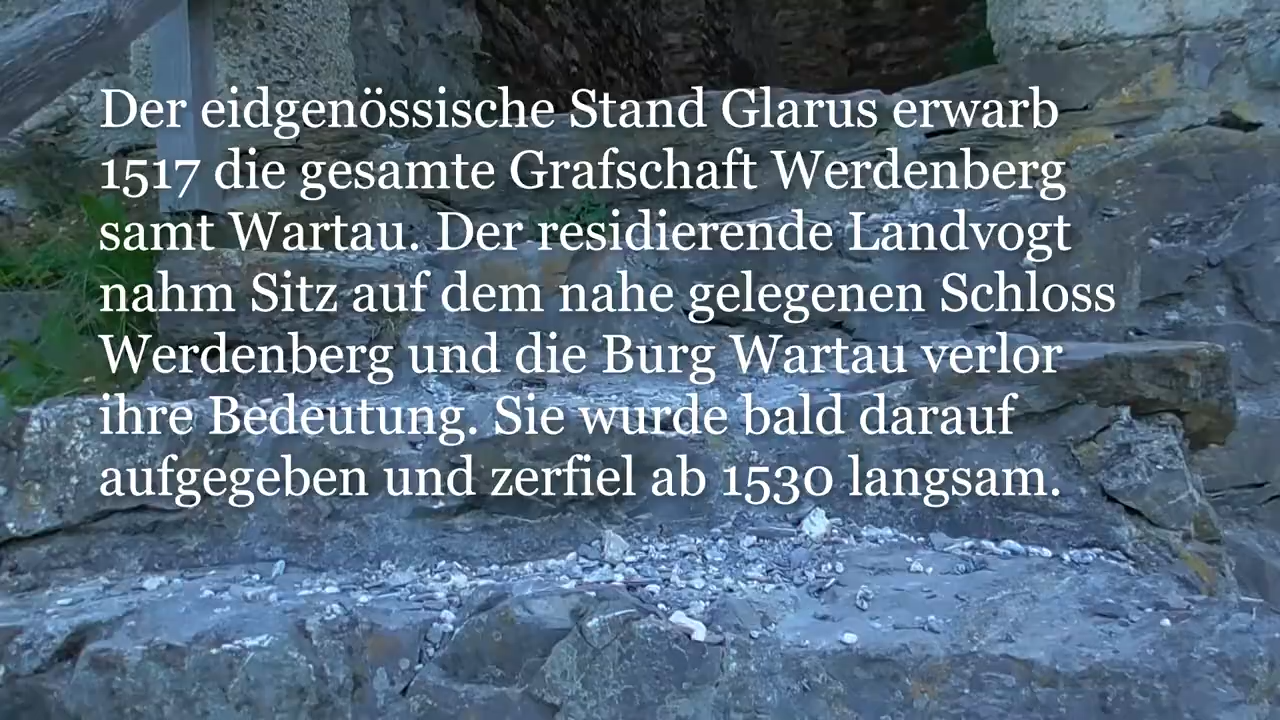 Der eidgenössische Stand Glarus erwarb
1517 die gesamte Grafschaft Werdenberg
samt Wartau. Der residierende Landvogt
nahm Sitz auf dem nahe gelegenen Schloss
Werdenberg und die Burg Wartau verlor
ihre Bedeutung. Sie wurde bald darauf
aufgegeben und zerfiel ab 1530 langsam.